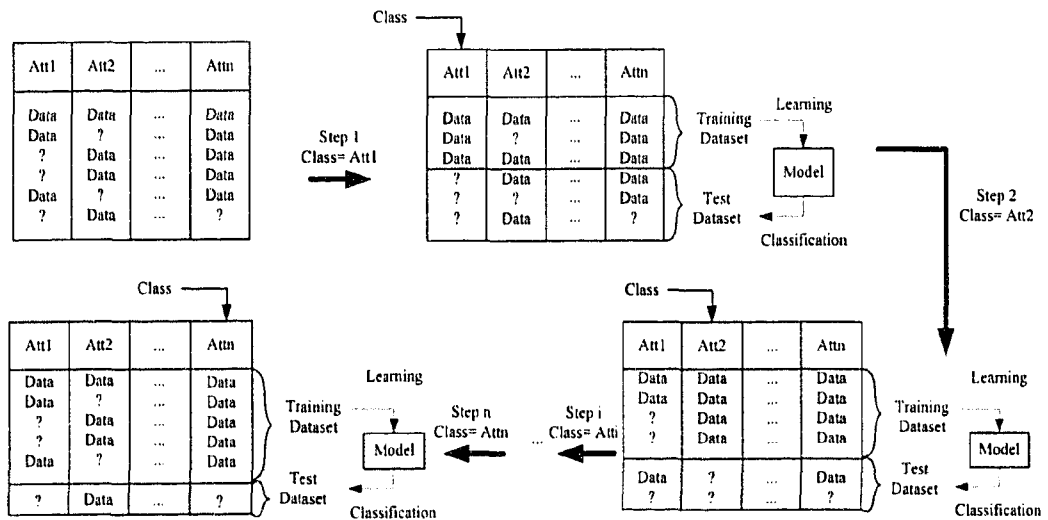 Att1 Att2 ... Attn
Data Data ... Data
Data ? ... Data
? Data ... Data
? Data ... Data
Data ? ... Data
? Data ... ?
Step 1
Class= Att1
Class
Att1 Att2 ... Attn
Data Data ... Data
Data ? ... Data
Data Data ... Data
? Data ... Data
? ? ... Data
? Data ... ?
Training
Dataset
Test
Dataset
Learning
Model
Classification
Step 2
Class= Att2
Class
Att1 Att2 ... Attn
Data Data ... Data
Data Data ... Data
? Data ... Data
? Data ... Data
Data ? ... Data
? ? ... ?
Training
Dataset
Test
Dataset
Learning
Model
Classification
Step i
Class= Atti
...
Step n
Class= Attn
Class
Att1 Att2 ... Attn
Data Data ... Data
Data ? ... Data
? Data ... Data
? Data ... Data
Data ? ... Data
? Data ... ?
Training
Dataset
Test
Dataset
Learning
Model
Classification